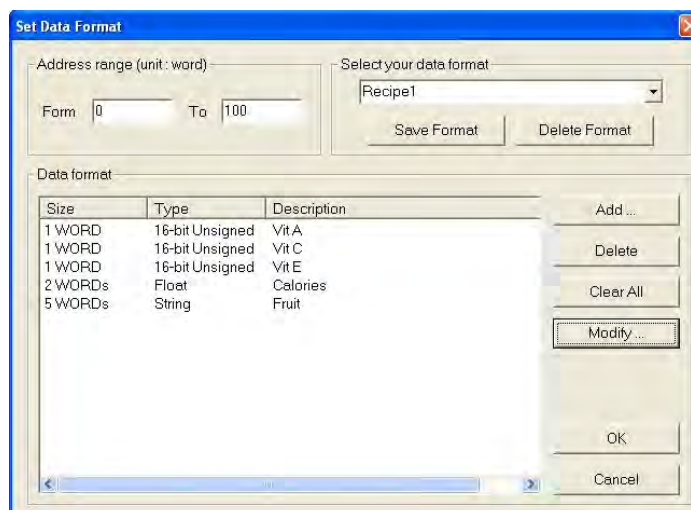 Set Data Format
Address range (unit : word)
Form 0 To 100
Select your data format
Recipe1
Save Format Delete Format
Data format
Size Type Description
1 WORD 16-bit Unsigned Vit A
1 WORD 16-bit Unsigned Vit C
1 WORD 16-bit Unsigned Vit E
2 WORDs Float Calories
5 WORDs String Fruit
Add ...
Delete
Clear All
Modify ...
OK
Cancel